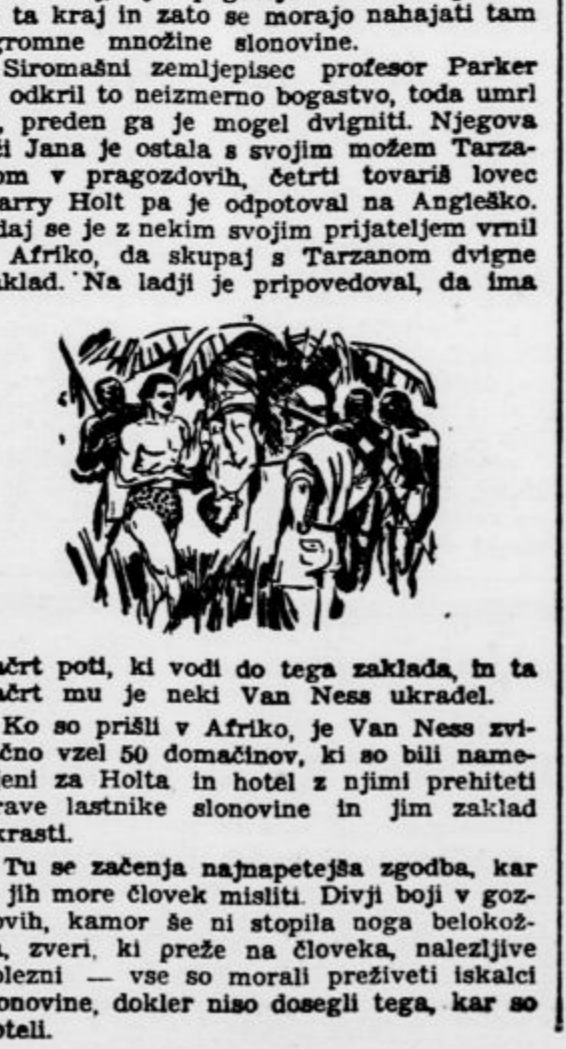 ta kraj in zato se morajo nahajati tam
gromne množine slonovine.
Siromašni zemljepisec profesor Parker
odkril to neizmerno bogastvo, toda umrl
, preden ga je mogel dvigniti. Njegova
či Jana je ostala s svojim možem Tarza-
om v pragozdovih, četrti tovariš lovec
arry Holt pa je odpotoval na Angleško.
daj se je z nekim svojim prijateljem vrnil
Afriko, da skupaj s Tarzanom dvigne
aklad. Na ladji je pripovedoval, da ima
ačrt poti, ki vodi do tega zaklada, in ta
ačrt mu je neki Van Ness ukradel.
Ko so prišli v Afriko, je Van Ness zvi-
čno vzel 50 domačinov, ki so bili name-
jeni za Holta in hotel z njimi prehiteti
rave lastnike slonovine in jim zaklad
krasti.
Tu se začenja najnapetejša zgodba, kar
jih more človek misliti. Divji boji v goz-
ovih, kamor še ni stopila noga belokož-
, zveri, ki preže na človeka, nalezljive
olezni — vse so morali preživeti iskalci
onovine, dokler niso dosegli tega, kar so
oteli.